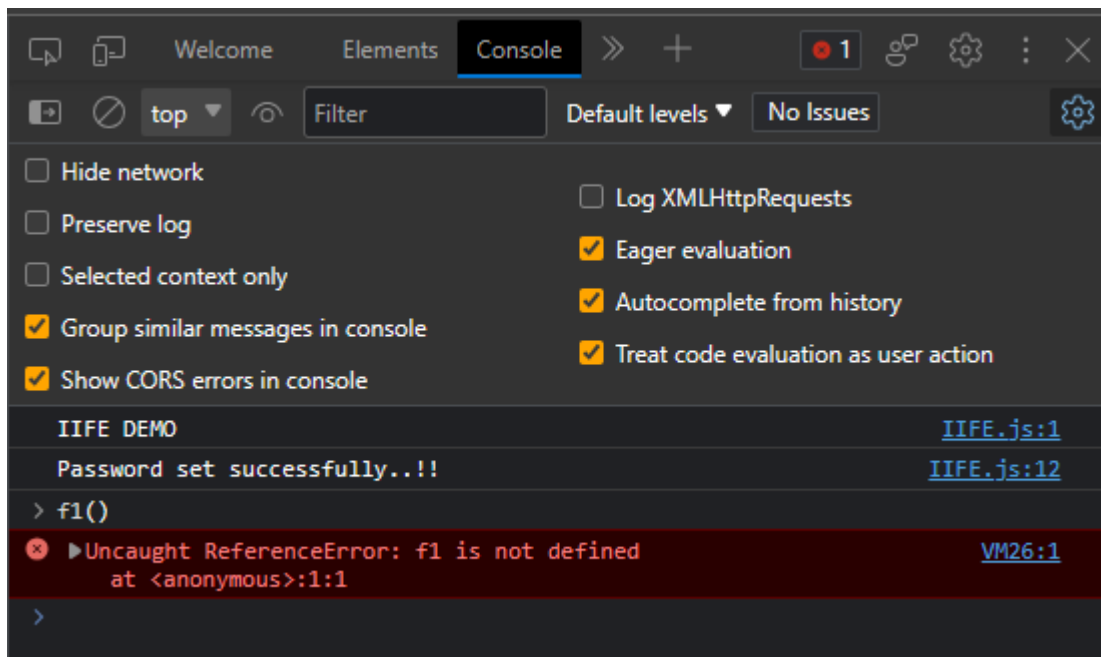 Welcome Elements Console 1
top Filter Default levels No Issues
Hide network
Preserve log
Selected context only
Group similar messages in console
Show CORS errors in console
Log XMLHttpRequests
Eager evaluation
Autocomplete from history
Treat code evaluation as user action
IIFE DEMO IIFE.js:1
Password set successfully..!! IIFE.js:12
> f1()
Uncaught ReferenceError: f1 is not defined VM26:1
at <anonymous>:1:1
>